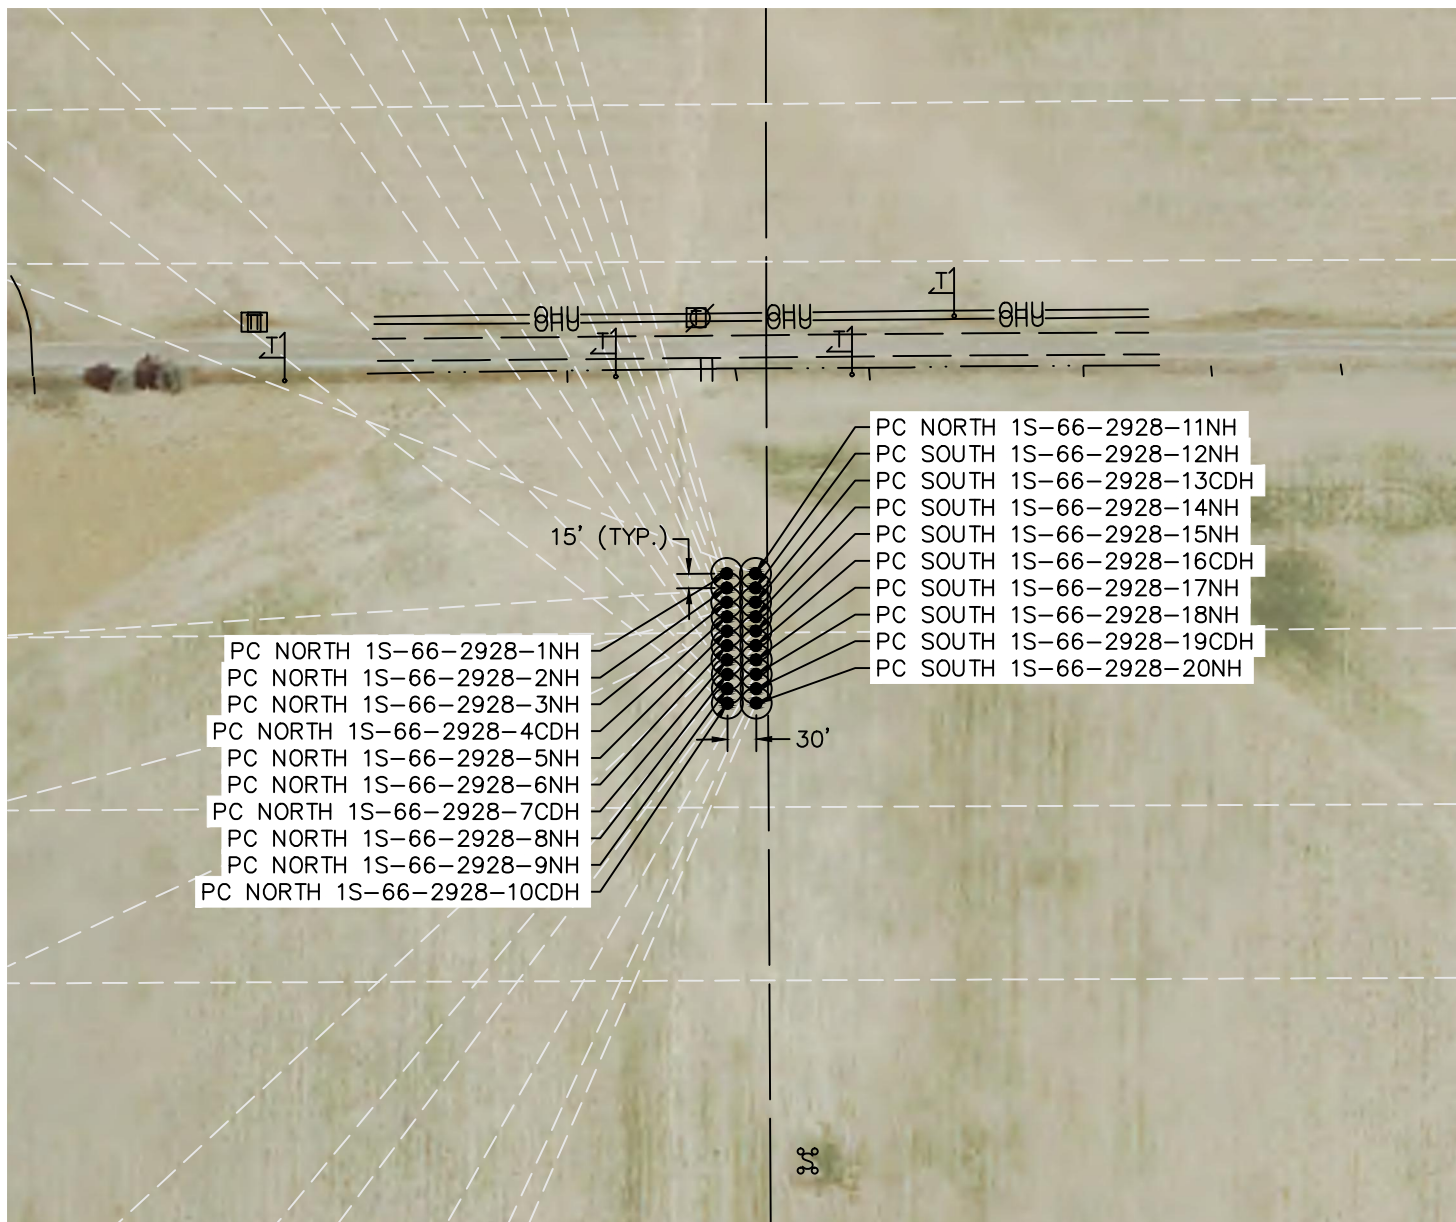 T
OHU
OHU
OHU
T
T
T
PC NORTH 1S-66-2928-11NH
PC SOUTH 1S-66-2928-12NH
PC SOUTH 1S-66-2928-13CDH
PC SOUTH 1S-66-2928-14NH
PC SOUTH 1S-66-2928-15NH
PC SOUTH 1S-66-2928-16CDH
PC SOUTH 1S-66-2928-17NH
PC SOUTH 1S-66-2928-18NH
PC SOUTH 1S-66-2928-19CDH
PC SOUTH 1S-66-2928-20NH
15' (TYP.)
PC NORTH 1S-66-2928-1NH
PC NORTH 1S-66-2928-2NH
PC NORTH 1S-66-2928-3NH
PC NORTH 1S-66-2928-4CDH
PC NORTH 1S-66-2928-5NH
PC NORTH 1S-66-2928-6NH
PC NORTH 1S-66-2928-7CDH
PC NORTH 1S-66-2928-8NH
PC NORTH 1S-66-2928-9NH
PC NORTH 1S-66-2928-10CDH
30'
S